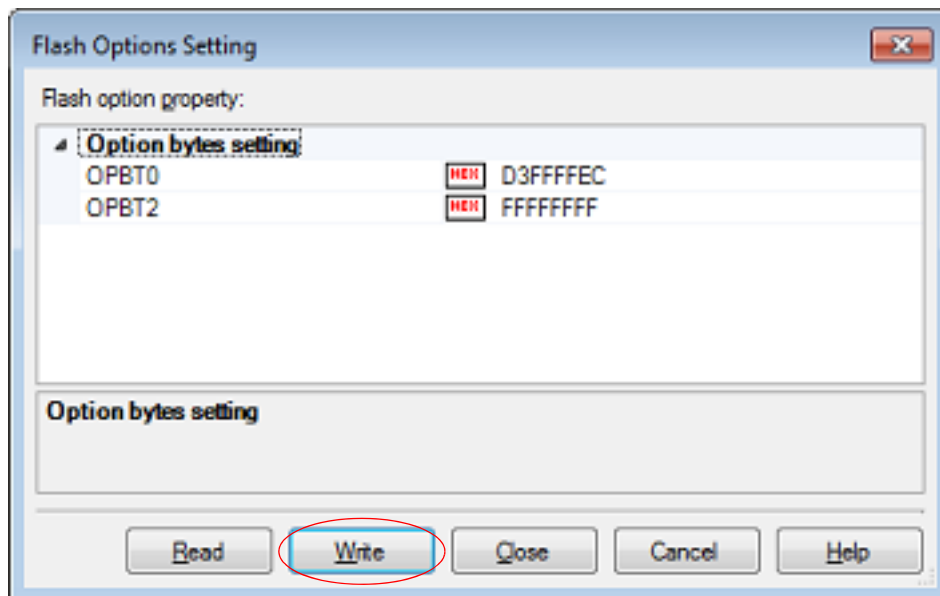 Flash Options Setting
Flash option property:
Option bytes setting
OPBT0 HEX D3FFFFEC
OPBT2 HEX FFFFFFFF
Option bytes setting
Read Write Close Cancel Help